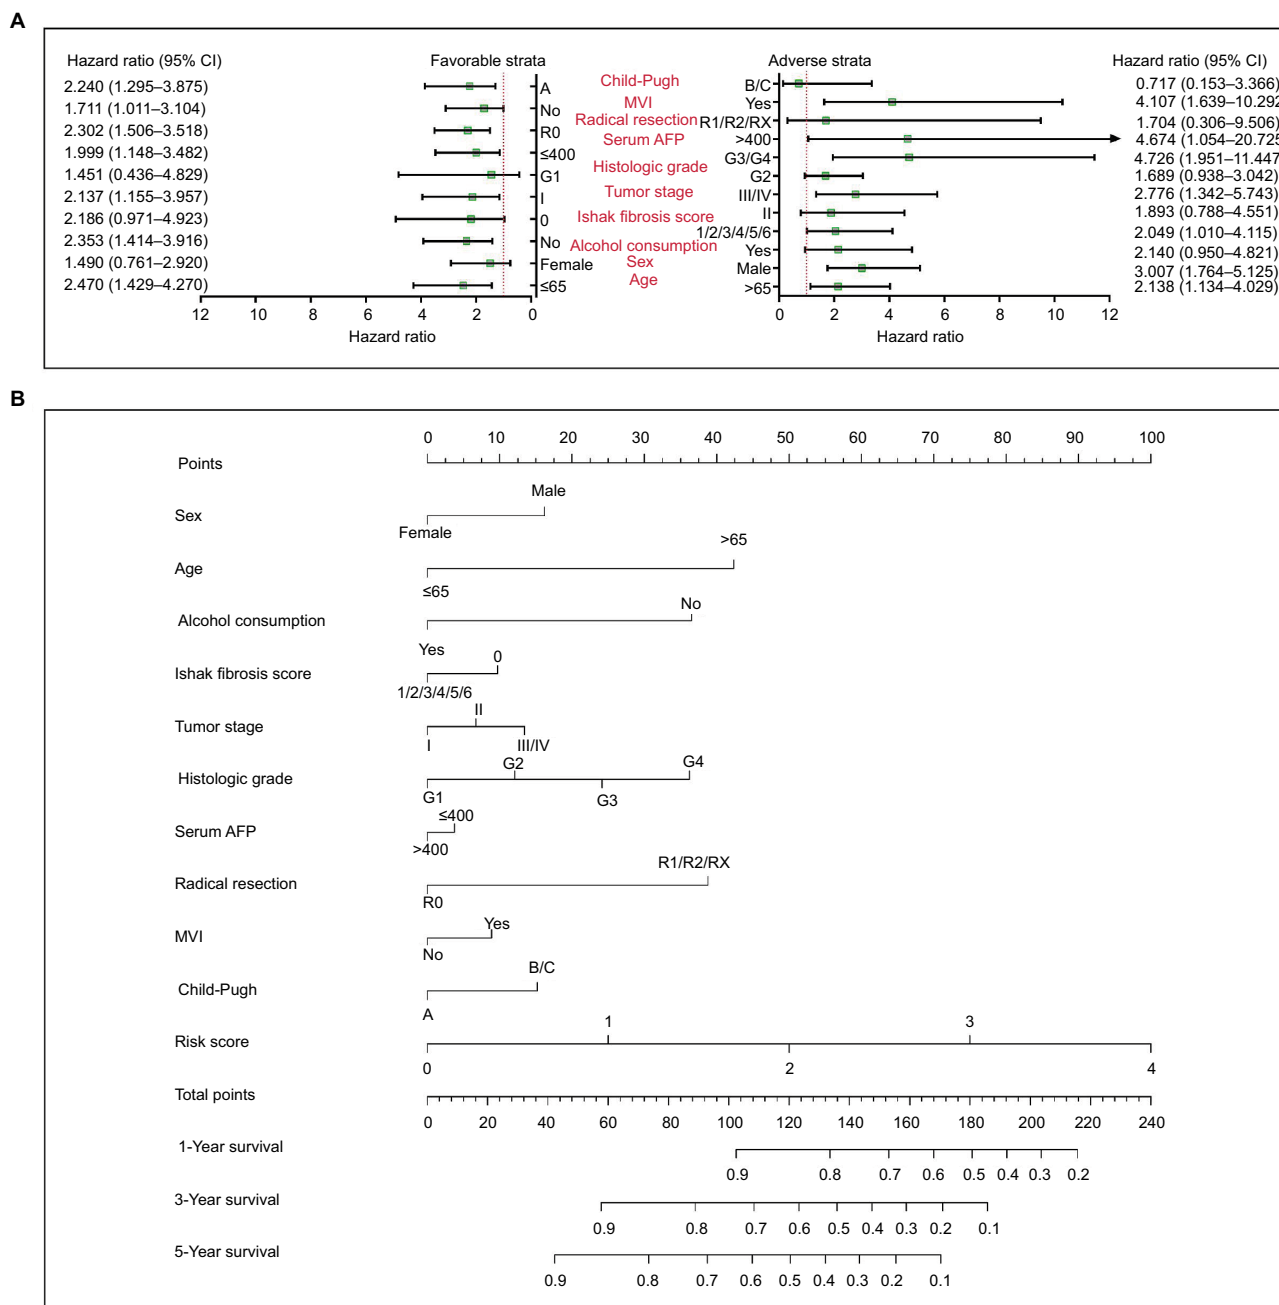 A
Hazard ratio (95% CI) Favorable strata Adverse strata Hazard ratio (95% CI)
2.240 (1.295–3.875) A Child-Pugh B/C 0.717 (0.153–3.366)
1.711 (1.011–3.104) No MVI Yes 4.107 (1.639–10.292
2.302 (1.506–3.518) R0 Radical resection R1/R2/RX 1.704 (0.306–9.506)
1.999 (1.148–3.482) ≤400 Serum AFP >400 4.674 (1.054–20.725
1.451 (0.436–4.829) G1 Histologic grade G3/G4 4.726 (1.951–11.447
G2 1.689 (0.938–3.042)
2.137 (1.155–3.957) I Tumor stage III/IV 2.776 (1.342–5.743)
II 1.893 (0.788–4.551)
2.186 (0.971–4.923) 0 Ishak fibrosis score 1/2/3/4/5/6 2.049 (1.010–4.115)
2.353 (1.414–3.916) No Alcohol consumption Yes 2.140 (0.950–4.821)
1.490 (0.761–2.920) Female Sex Male 3.007 (1.764–5.125)
2.470 (1.429–4.270) ≤65 Age >65 2.138 (1.134–4.029)
12 10 8 6 4 2 0 0 2 4 6 8 10 12
Hazard ratio Hazard ratio
B
0 10 20 30 40 50 60 70 80 90 100
Points
Male
Sex
Female
>65
Age
≤65
No
Alcohol consumption
Yes
0
Ishak fibrosis score
1/2/3/4/5/6
II
Tumor stage
I III/IV
G2 G4
Histologic grade
G1 G3
≤400
Serum AFP
>400
R1/R2/RX
Radical resection
R0
Yes
MVI
No
B/C
Child-Pugh
A
1 3
Risk score
0 2 4
Total points
0 20 40 60 80 100 120 140 160 180 200 220 240
1-Year survival
0.9 0.8 0.7 0.6 0.5 0.4 0.3 0.2
3-Year survival
0.9 0.8 0.7 0.6 0.5 0.4 0.3 0.2 0.1
5-Year survival
0.9 0.8 0.7 0.6 0.5 0.4 0.3 0.2 0.1